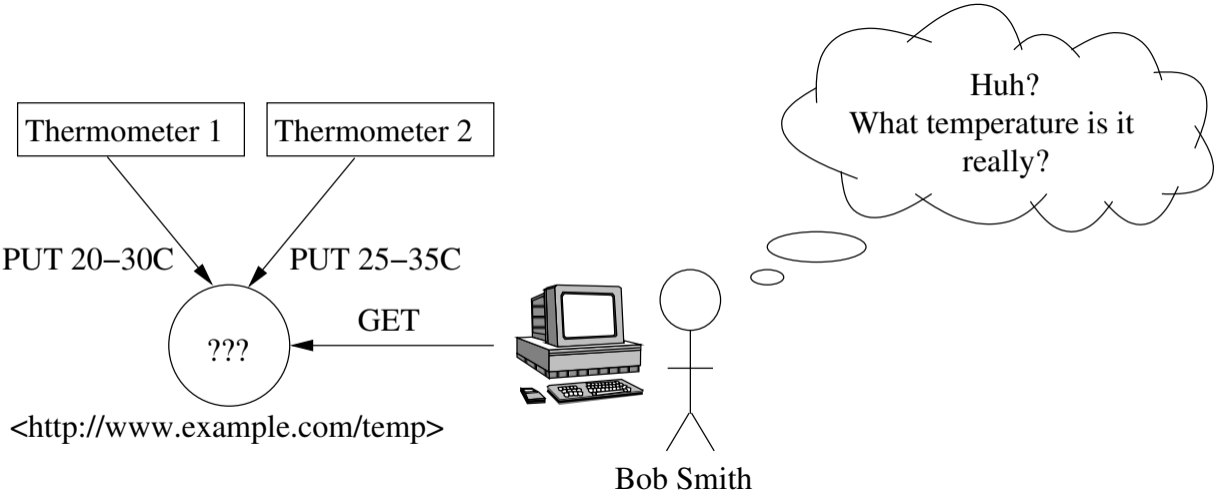 Huh?
What temperature is it
really?
Thermometer 1
Thermometer 2
PUT 20−30C
PUT 25−35C
GET
???
<http://www.example.com/temp>
Bob Smith